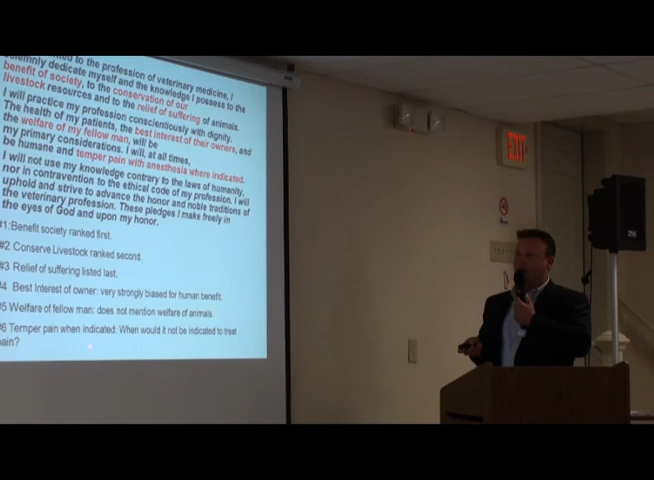 to the profession of veterinary medicine, I
solemnly dedicate myself and the knowledge I possess to the
benefit of society, to the conservation of our
livestock resources and to the relief of suffering of animals.
I will practice my profession conscientiously with dignity.
The health of my patients, the best interest of their owners, and
the welfare of my fellow man, will be
my primary considerations. I will, at all times,
be humane and temper pain with anesthesia where indicated.
I will not use my knowledge contrary to the laws of humanity,
nor in contravention to the ethical code of my profession. I will
uphold and strive to advance the honor and noble traditions of
the veterinary profession. These pledges I make freely in
the eyes of God and upon my honor.
#1:Benefit society ranked first.
#2 Conserve Livestock ranked second.
#3 Relief of suffering listed last.
#4 Best Interest of owner: very strongly biased for human benefit.
#5 Welfare of fellow man: does not mention welfare of animals.
#6 Temper pain when indicated: When would it not be indicated to treat
pain?
EXIT